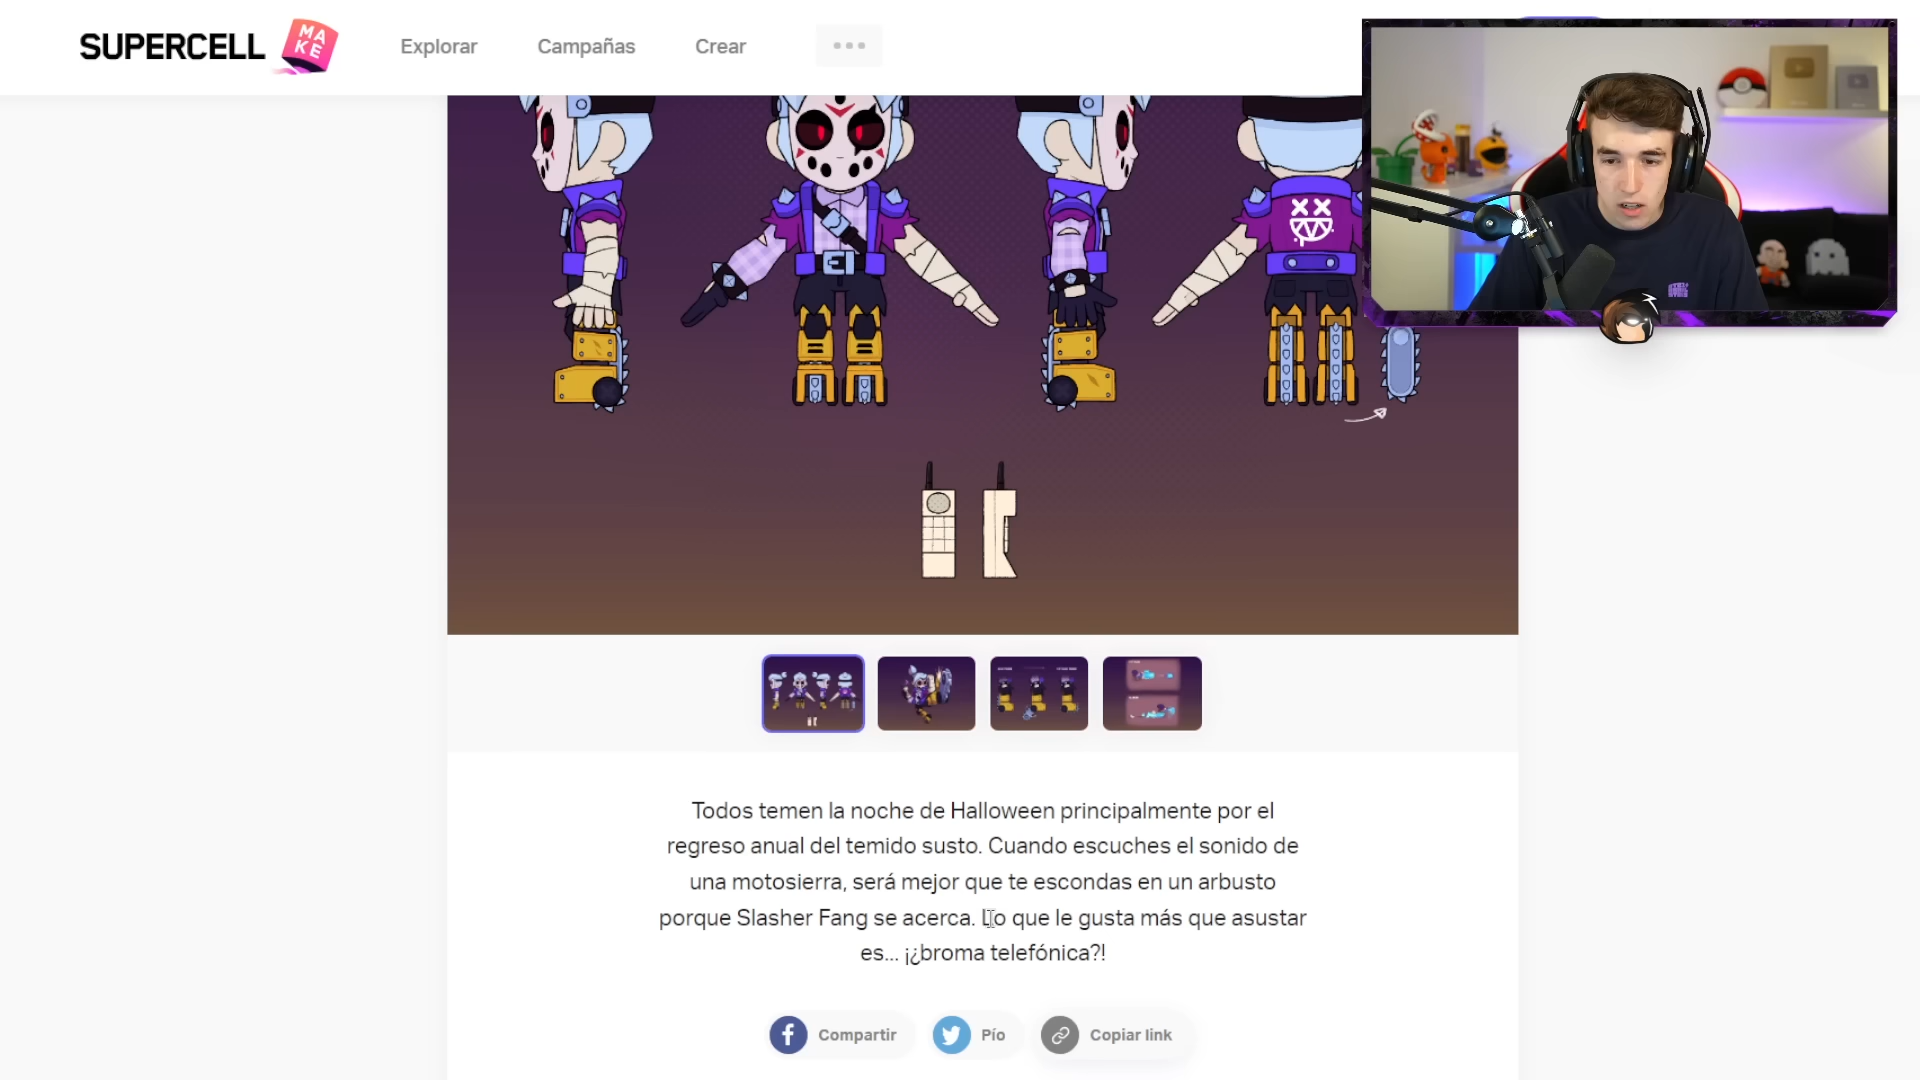 SUPERCELL MAKE
Explorar
Campañas
Crear
Todos temen la noche de Halloween principalmente por el
regreso anual del temido susto. Cuando escuches el sonido de
una motosierra, será mejor que te escondas en un arbusto
porque Slasher Fang se acerca. Lo que le gusta más que asustar
es... ¡¿broma telefónica?!
Compartir
Pío
Copiar link